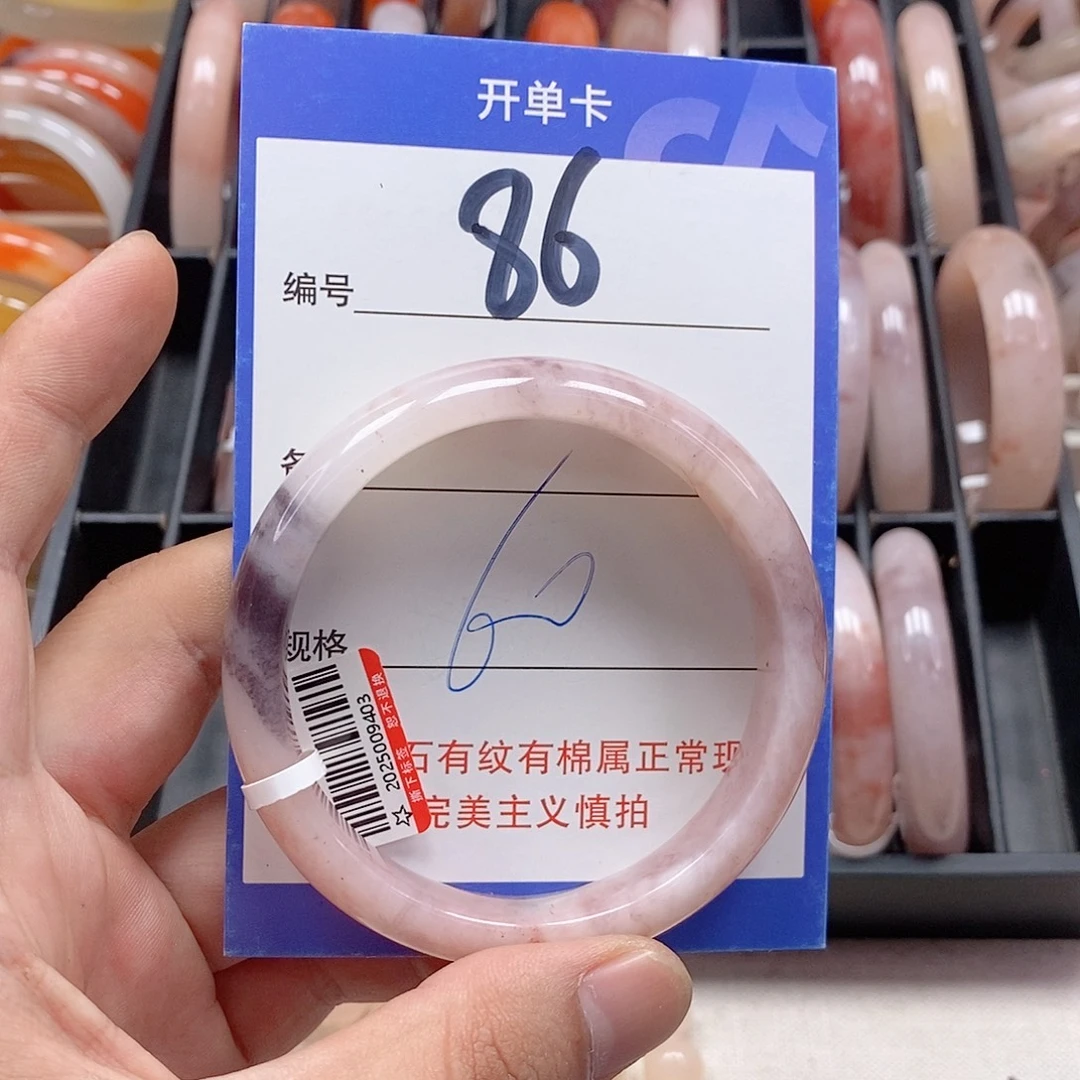 开单卡
编号 86
规格 60
石有纹有棉属正常现
完美主义慎拍
2025009403
撕下标签 恕不退换